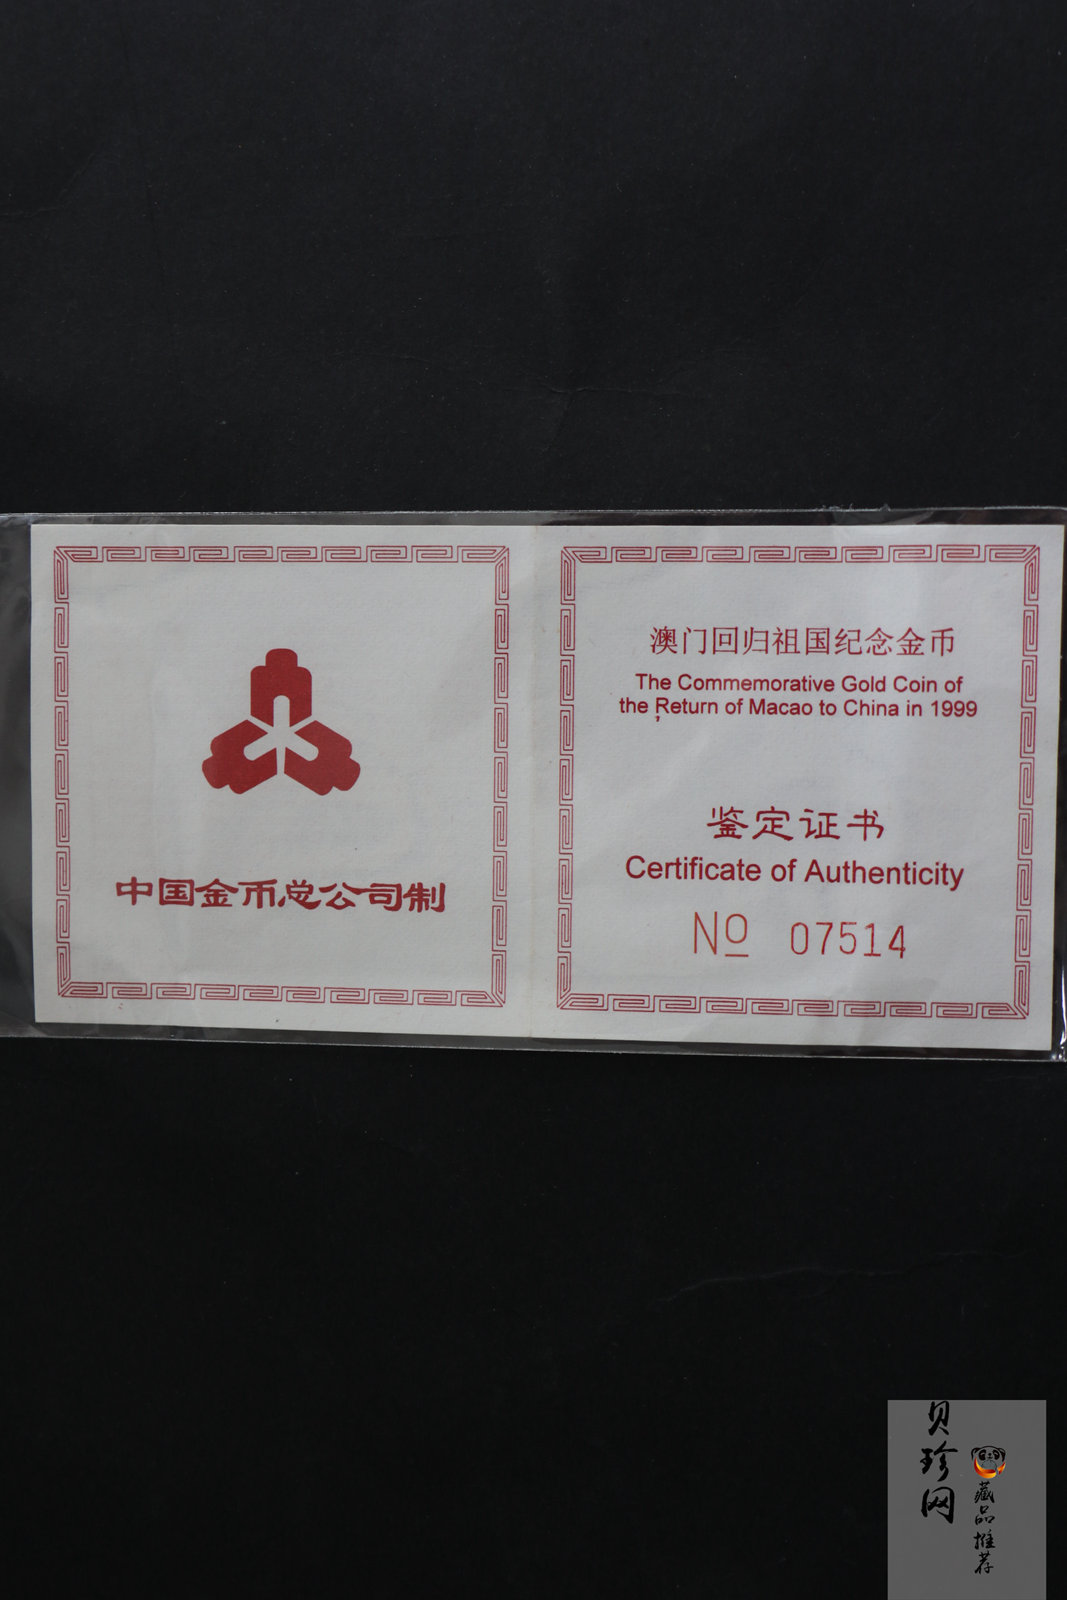 中国金币总公司制
澳门回归祖国纪念金币
The Commemorative Gold Coin of
the Return of Macao to China in 1999
鉴定证书
Certificate of Authenticity
No 07514
贝珍网
藏品推荐